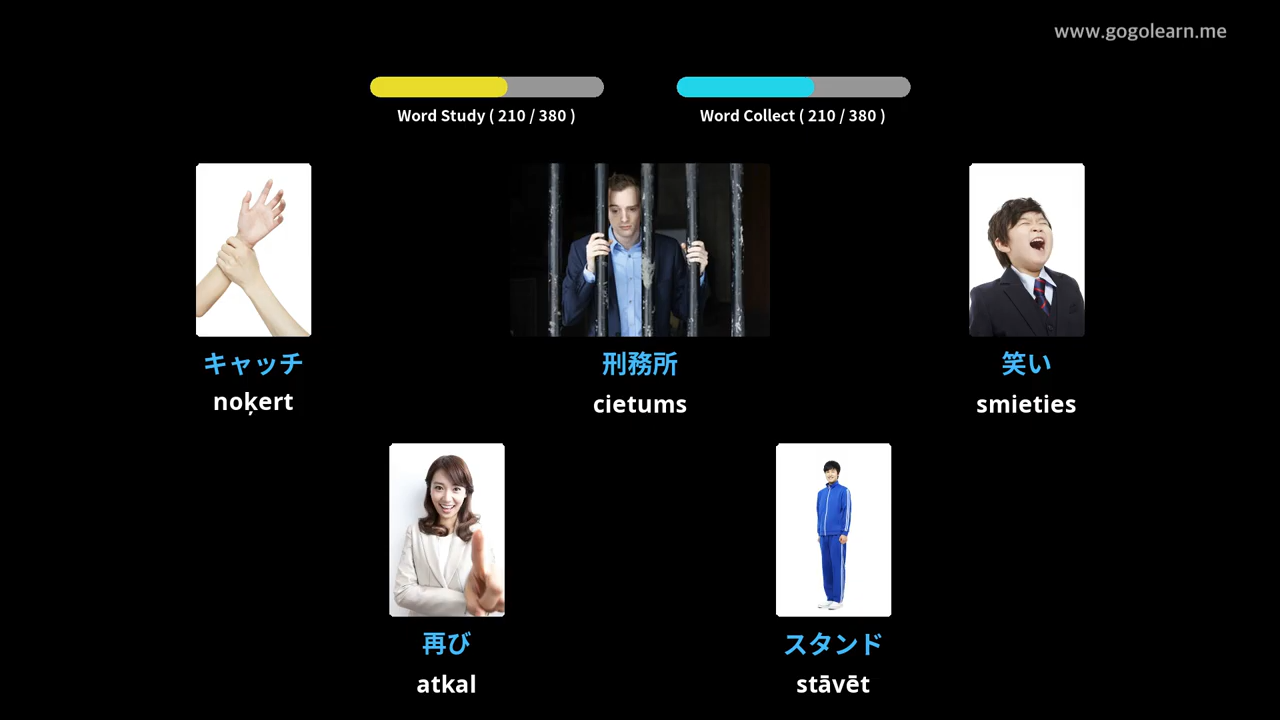 www.gogolearn.me
Word Study ( 210 / 380 )
Word Collect ( 210 / 380 )
キャッチ
noķert
刑務所
cietums
笑い
smieties
再び
atkal
スタンド
stāvēt